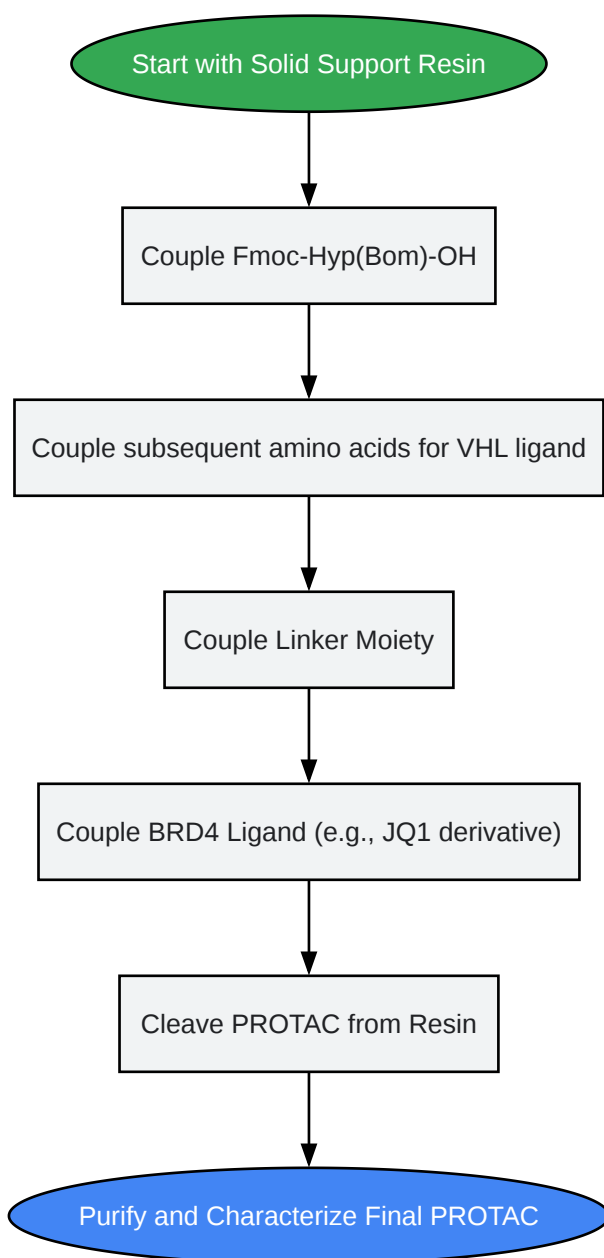 Start with Solid Support Resin
Couple Fmoc-Hyp(Bom)-OH
Couple subsequent amino acids for VHL ligand
Couple Linker Moiety
Couple BRD4 Ligand (e.g., JQ1 derivative)
Cleave PROTAC from Resin
Purify and Characterize Final PROTAC